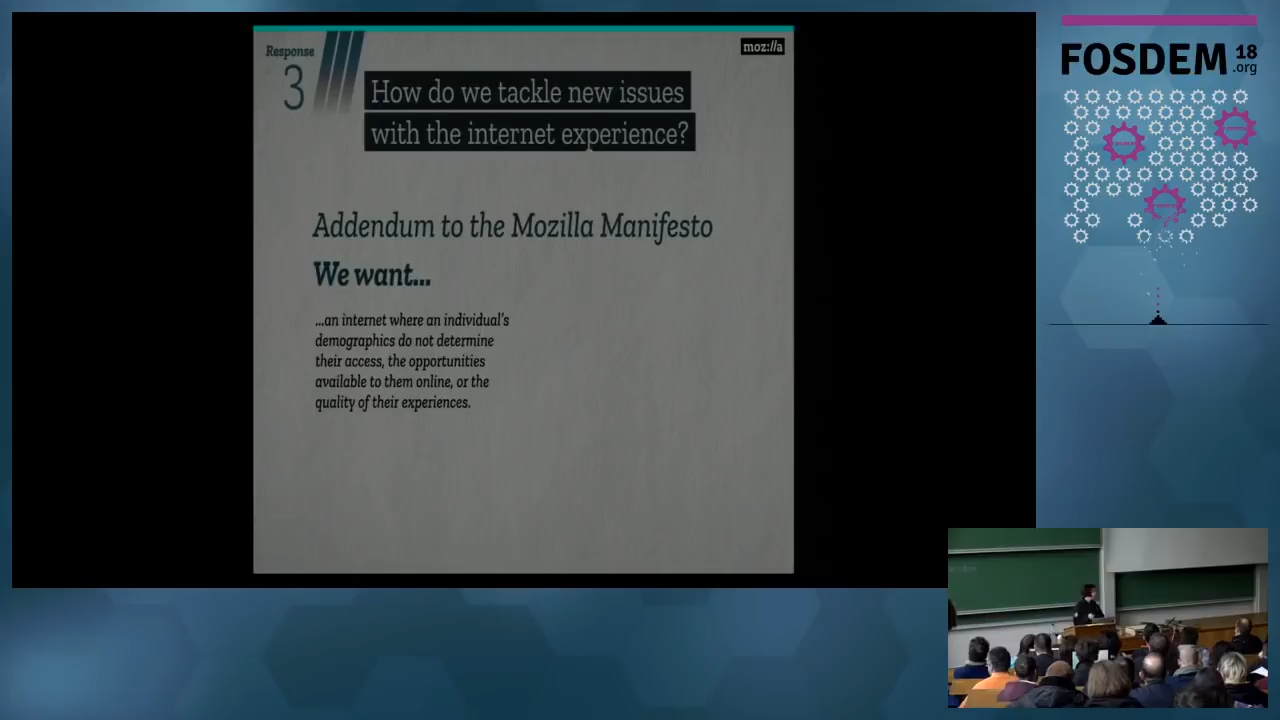 Response
3
moz://a
How do we tackle new issues
with the internet experience?
Addendum to the Mozilla Manifesto
We want...
...an internet where an individual's
demographics do not determine
their access, the opportunities
available to them online, or the
quality of their experiences.
FOSDEM 18
.org